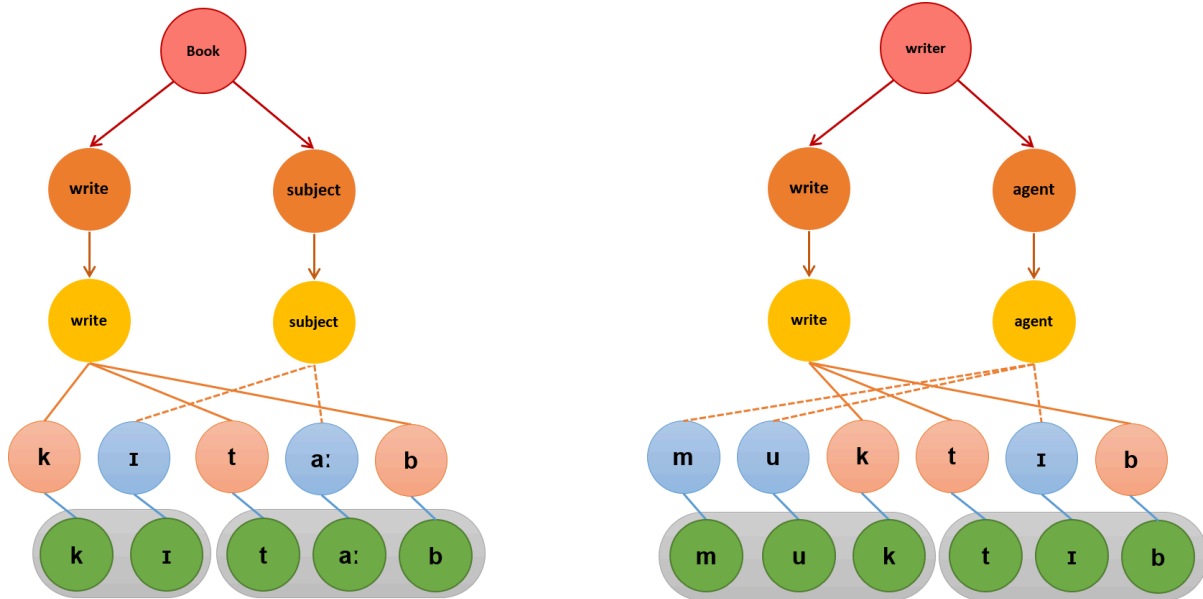 Book
writer
write
subject
write
agent
write
subject
write
agent
k
ɪ
t
aː
b
m
u
k
t
ɪ
b
k
ɪ
t
aː
b
m
u
k
t
ɪ
b